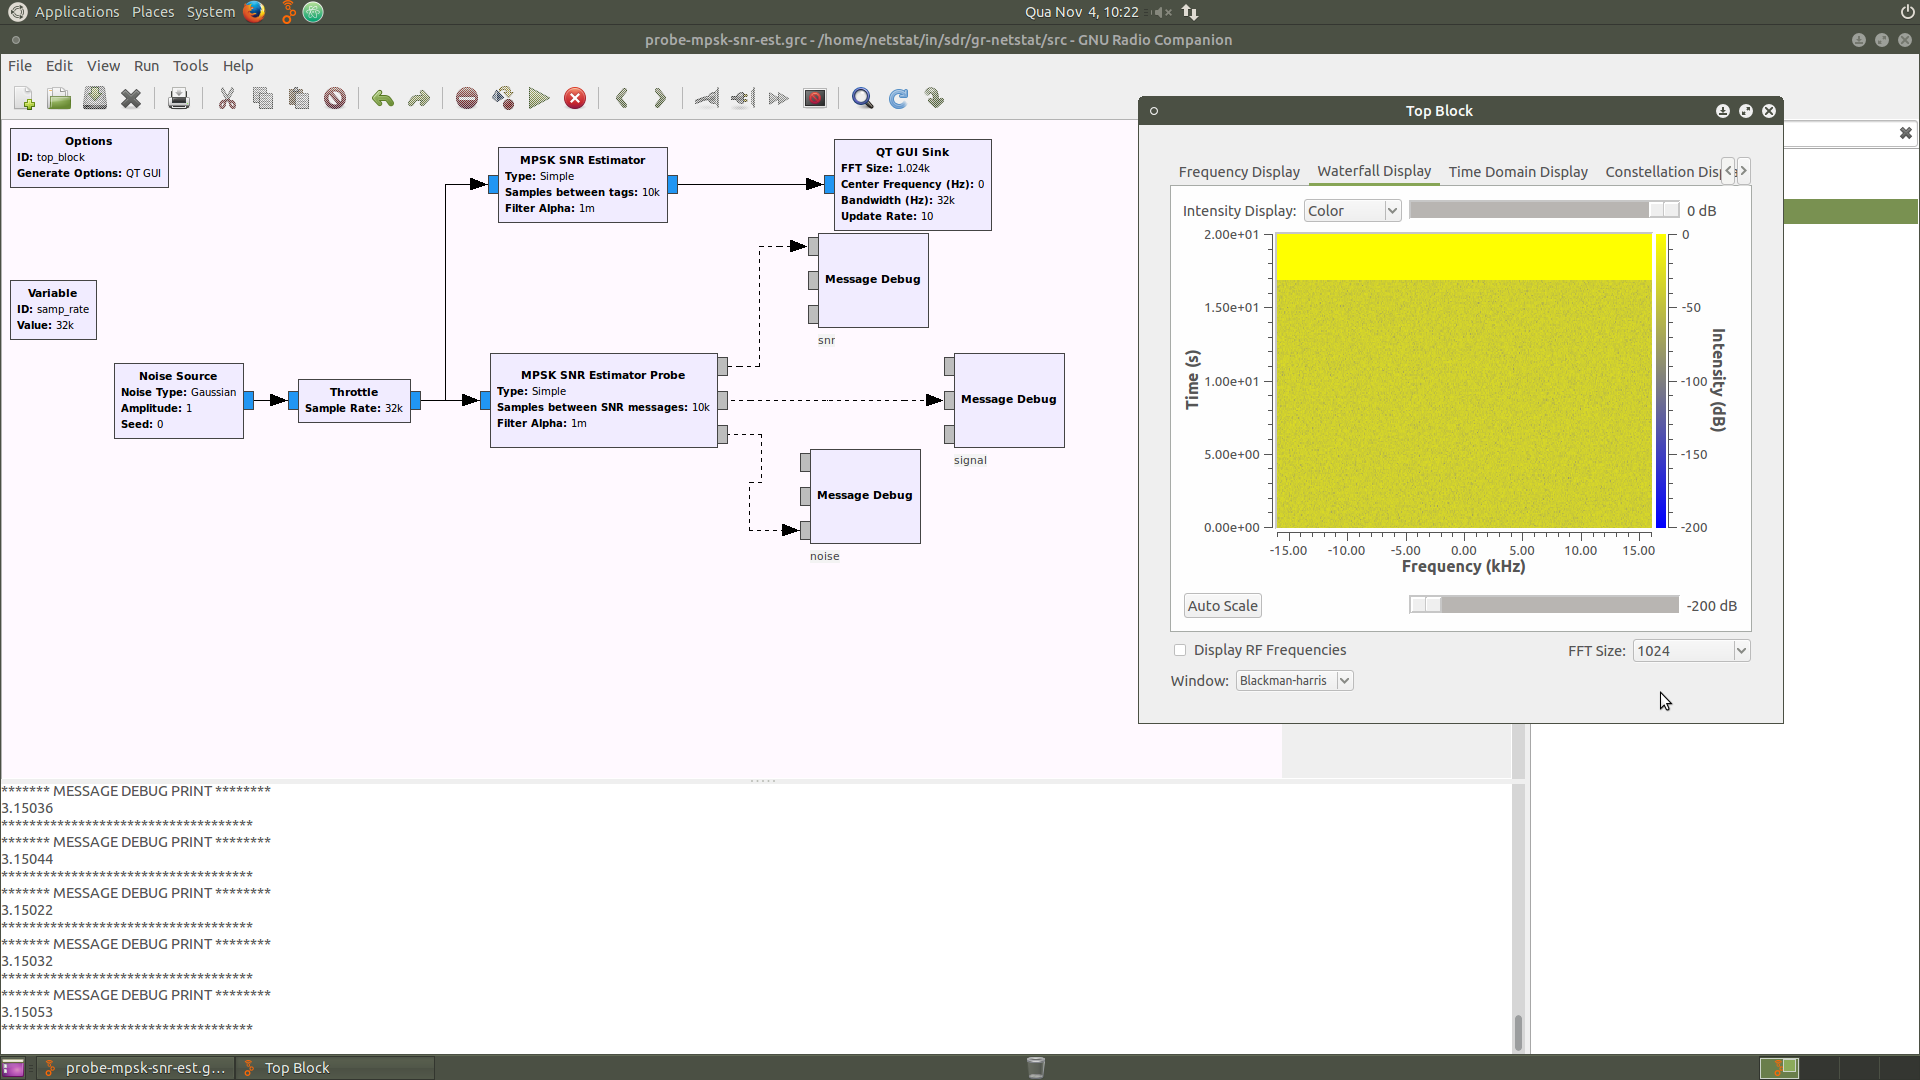 Applications Places System
Qua Nov 4, 10:22
probe-mpsk-snr-est.grc - /home/netstat/in/sdr/gr-netstat/src - GNU Radio Companion
File Edit View Run Tools Help
Options
ID: top_block
Generate Options: QT GUI
Variable
ID: samp_rate
Value: 32k
Noise Source
Noise Type: Gaussian
Amplitude: 1
Seed: 0
Throttle
Sample Rate: 32k
MPSK SNR Estimator
Type: Simple
Samples between tags: 10k
Filter Alpha: 1m
QT GUI Sink
FFT Size: 1.024k
Center Frequency (Hz): 0
Bandwidth (Hz): 32k
Update Rate: 10
Message Debug
snr
MPSK SNR Estimator Probe
Type: Simple
Samples between SNR messages: 10k
Filter Alpha: 1m
Message Debug
signal
Message Debug
noise
Top Block
Frequency Display Waterfall Display Time Domain Display Constellation Disp
Intensity Display: Color 0 dB
2.00e+01
1.50e+01
1.00e+01
5.00e+00
0.00e+00
Time (s)
-15.00 -10.00 -5.00 0.00 5.00 10.00 15.00
Frequency (kHz)
0
-50
-100
-150
-200
Intensity (dB)
Auto Scale -200 dB
Display RF Frequencies FFT Size: 1024
Window: Blackman-harris
******* MESSAGE DEBUG PRINT ********
3.15036
************************************
******* MESSAGE DEBUG PRINT ********
3.15044
************************************
******* MESSAGE DEBUG PRINT ********
3.15022
************************************
******* MESSAGE DEBUG PRINT ********
3.15032
************************************
******* MESSAGE DEBUG PRINT ********
3.15053
************************************
probe-mpsk-snr-est.g... Top Block